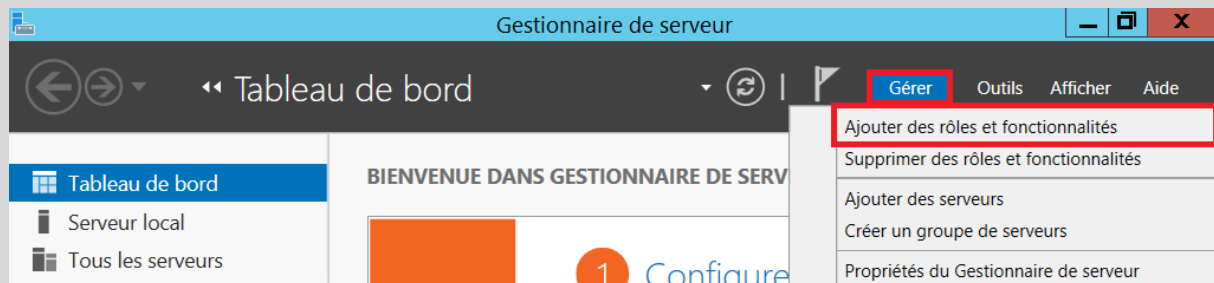 Gestionnaire de serveur
Tableau de bord
Gérer Outils Afficher Aide
Ajouter des rôles et fonctionnalités
Supprimer des rôles et fonctionnalités
Ajouter des serveurs
Créer un groupe de serveurs
Propriétés du Gestionnaire de serveur
Tableau de bord
Serveur local
Tous les serveurs
BIENVENUE DANS GESTIONNAIRE DE SERV
1 Configure